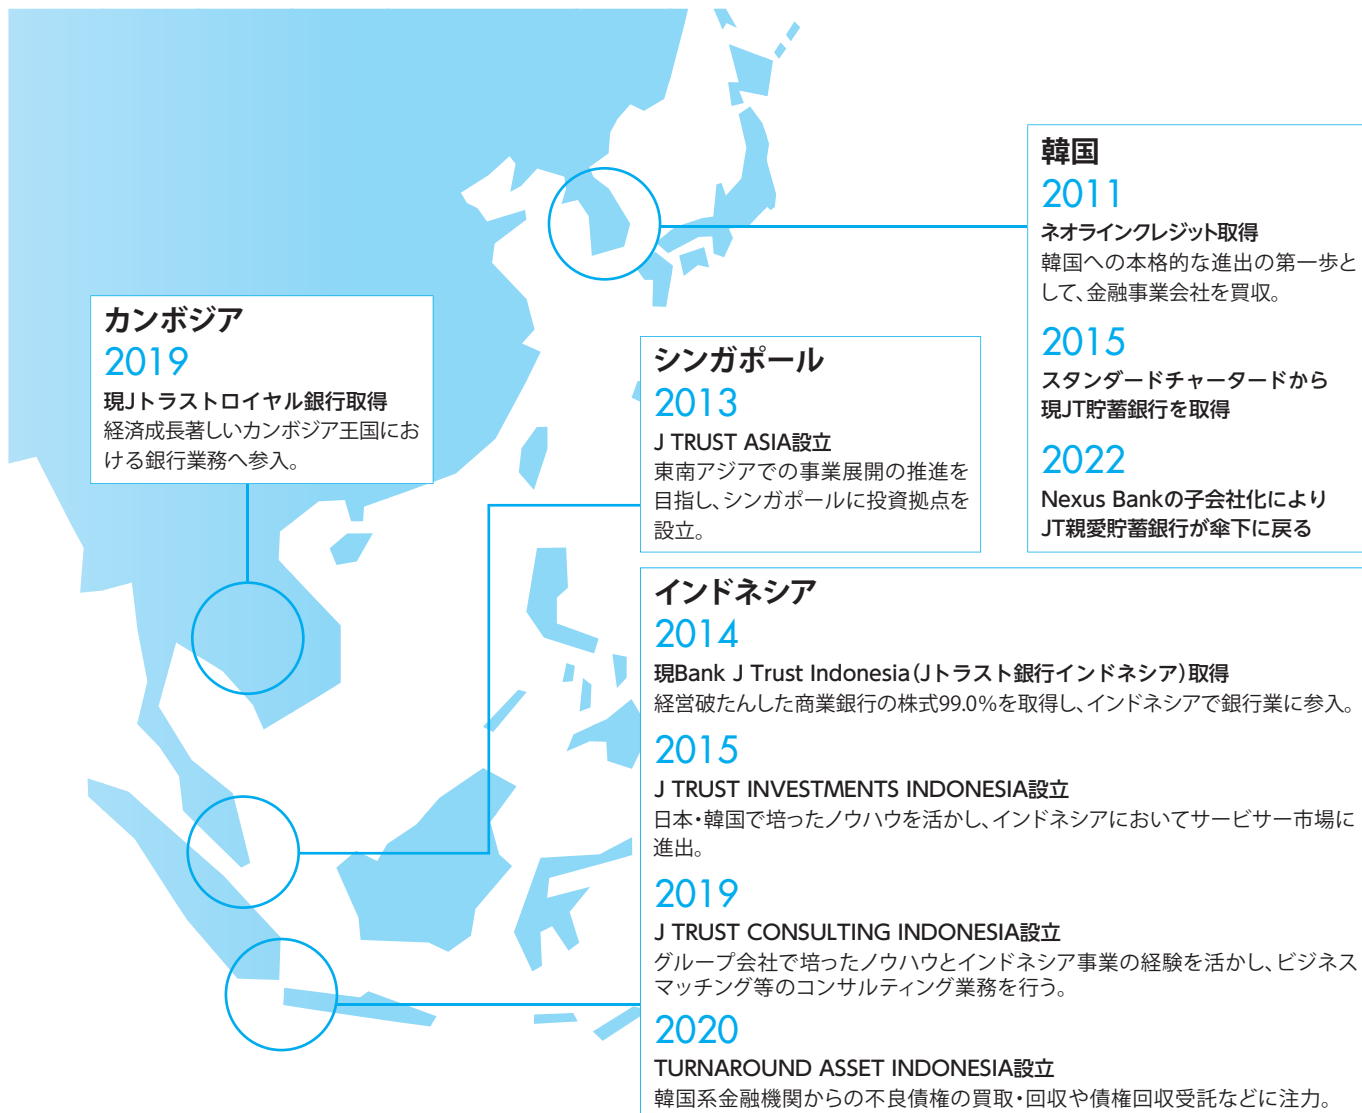 韓国
2011
ネオラインクレジット取得
韓国への本格的な進出の第一歩と
して、金融事業会社を買収。
2015
スタンダードチャータードから
現JT貯蓄銀行を取得
2022
Nexus Bankの子会社化により
JT親愛貯蓄銀行が傘下に戻る
カンボジア
2019
現Jトラストロイヤル銀行取得
経済成長著しいカンボジア王国にお
ける銀行業務へ参入。
シンガポール
2013
J TRUST ASIA設立
東南アジアでの事業展開の推進を
目指し、シンガポールに投資拠点を
設立。
インドネシア
2014
現Bank J Trust Indonesia（Jトラスト銀行インドネシア）取得
経営破たんした商業銀行の株式99.0%を取得し、インドネシアで銀行業に参入。
2015
J TRUST INVESTMENTS INDONESIA設立
日本・韓国で培ったノウハウを活かし、インドネシアにおいてサービサー市場に
進出。
2019
J TRUST CONSULTING INDONESIA設立
グループ会社で培ったノウハウとインドネシア事業の経験を活かし、ビジネス
マッチング等のコンサルティング業務を行う。
2020
TURNAROUND ASSET INDONESIA設立
韓国系金融機関からの不良債権の買取・回収や債権回収受託などに注力。